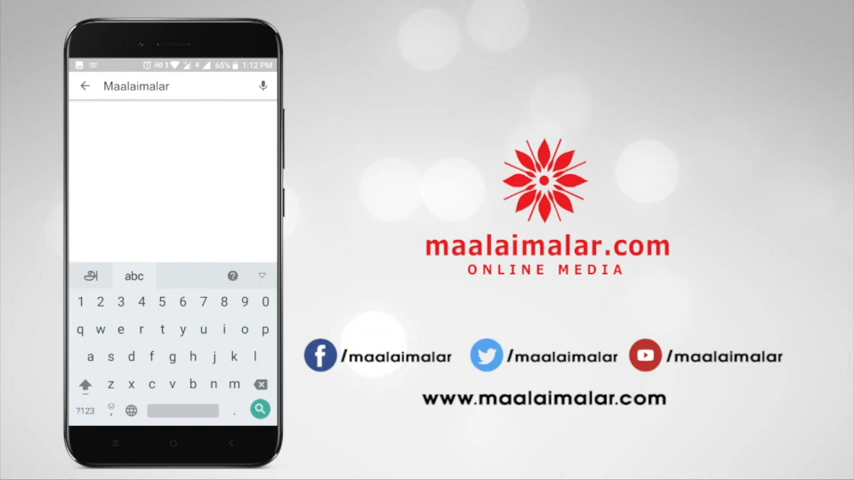 65% 1:12 PM
Maalaimalar
அ abc
1 2 3 4 5 6 7 8 9 0
q w e r t y u i o p
a s d f g h j k l
z x c v b n m
?123 , .
maalaimalar.com
ONLINE MEDIA
/maalaimalar /maalaimalar /maalaimalar
www.maalaimalar.com